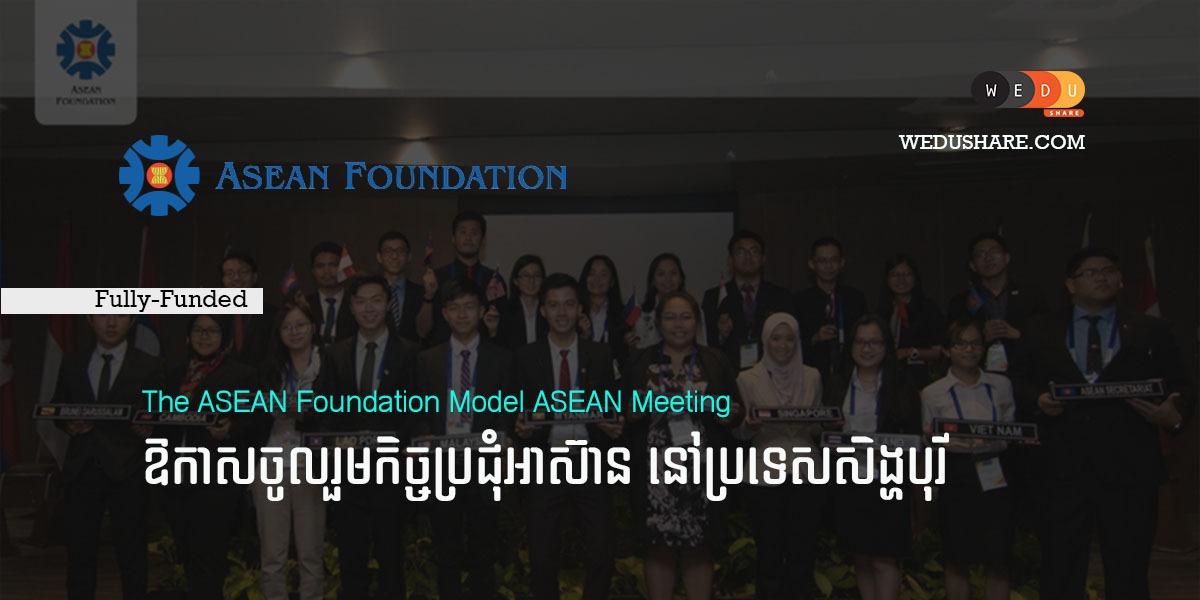 ASEAN
FOUNDATION
WEDU
SHARE
WEDUSHARE.COM
ASEAN FOUNDATION
Fully-Funded
The ASEAN Foundation Model ASEAN Meeting
ឱកាសចូលរួមកិច្ចប្រជុំអាស៊ាន នៅប្រទេសសិង្ហបុរី
BRUNEI DARUSSALAM
CAMBODIA
LAO PDR
MYANMAR
SINGAPORE
VIET NAM
ASEAN SECRETARIAT